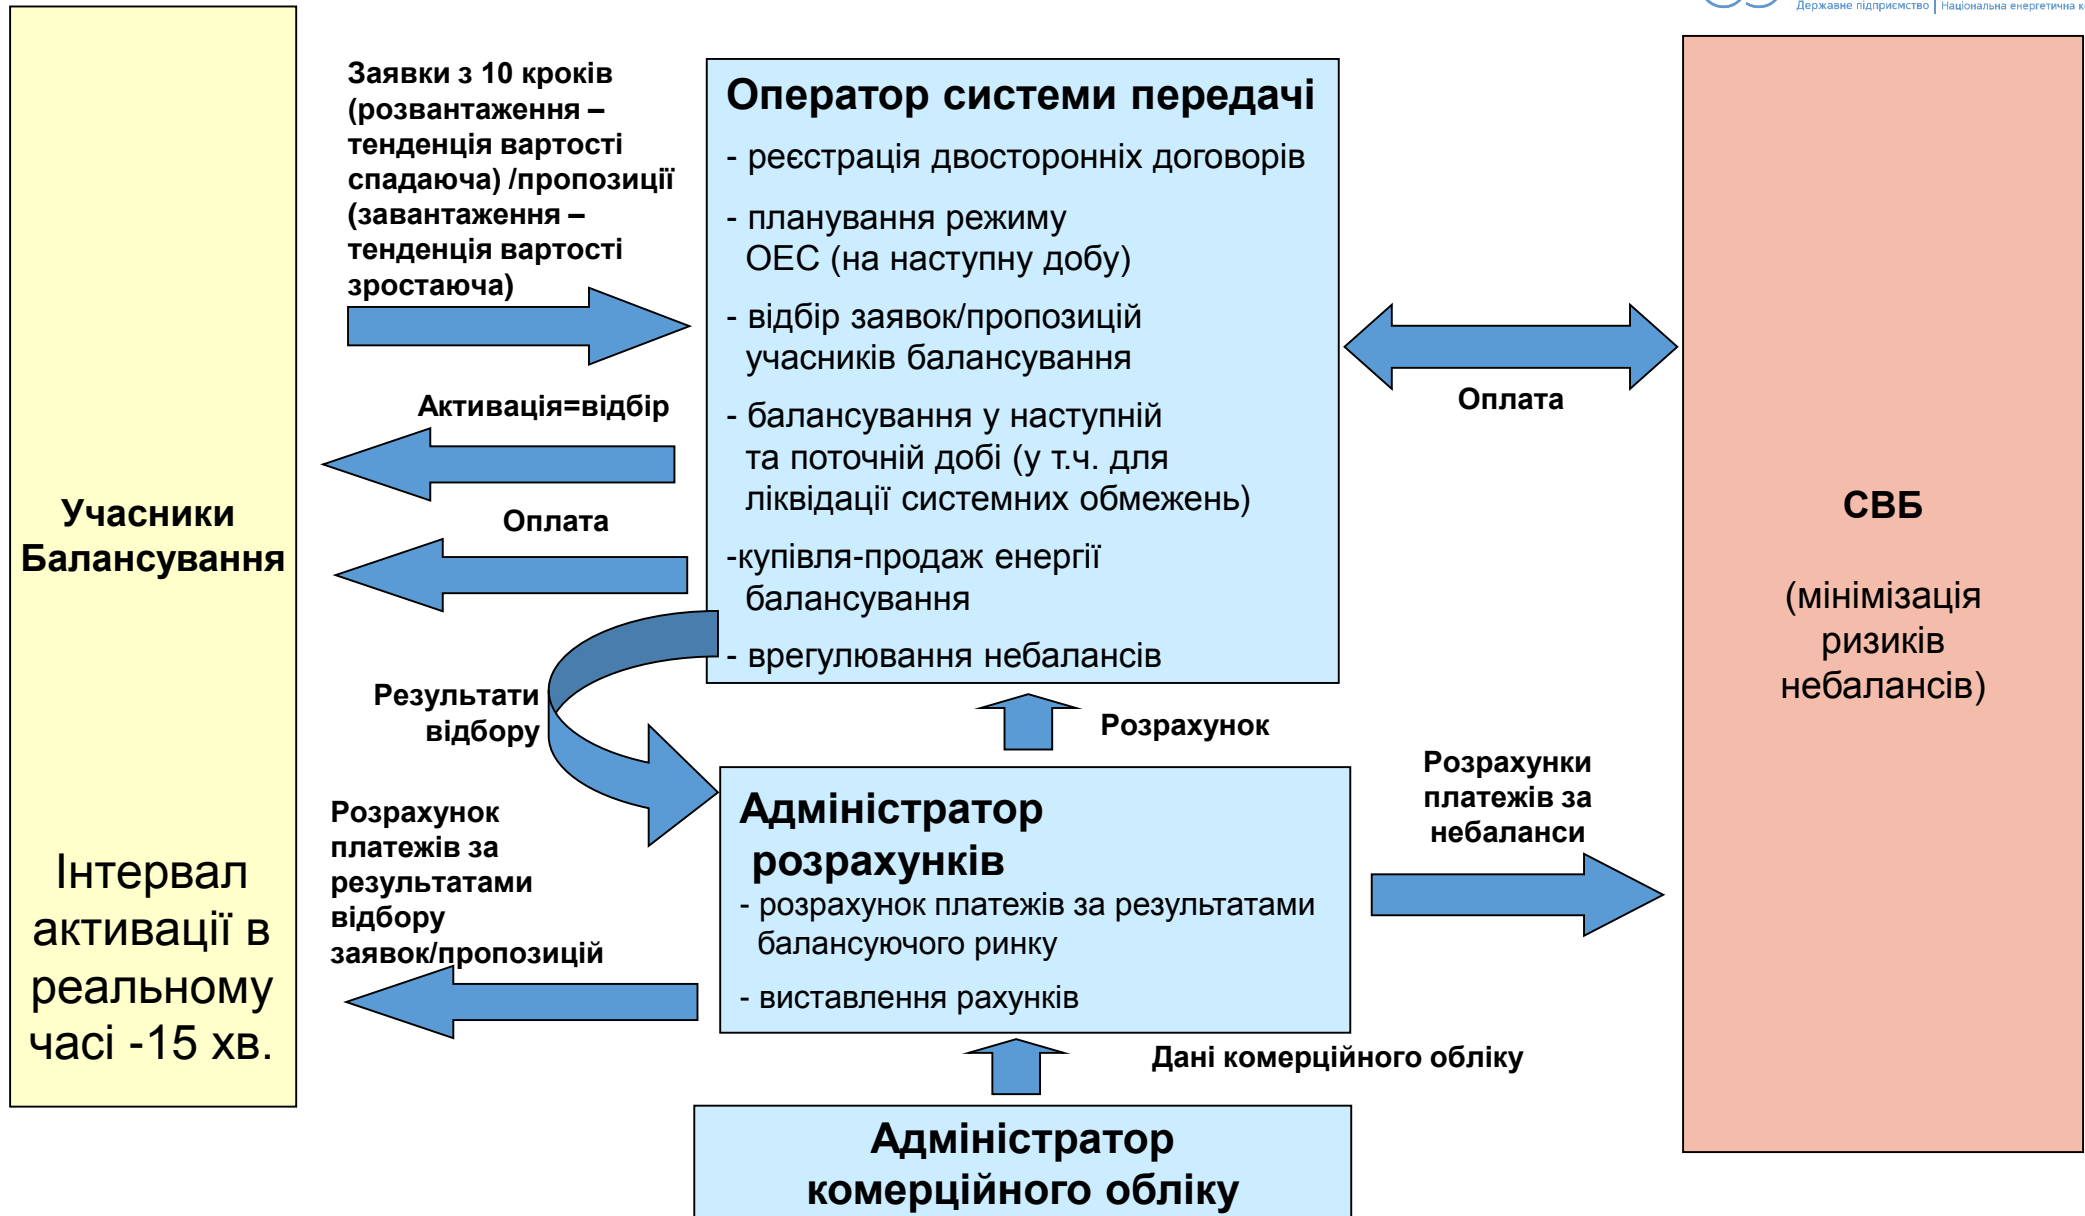 Державне підприємство | Національна енергетична
Заявки з 10 кроків
(розвантаження –
тенденція вартості
спадаюча) /пропозиції
(завантаження –
тенденція вартості
зростаюча)
Активація=відбір
Оплата
Учасники
Балансування
Інтервал
активації в
реальному
часі -15 хв.
Оператор системи передачі
- реєстрація двосторонніх договорів
- планування режиму
ОЕС (на наступну добу)
- відбір заявок/пропозицій
учасників балансування
- балансування у наступній
та поточній добі (у т.ч. для
ліквідації системних обмежень)
-купівля-продаж енергії
балансування
- врегулювання небалансів
Оплата
СВБ
(мінімізація
ризиків
небалансів)
Результати
відбору
Розрахунок
Розрахунок
платежів за
результатами
відбору
заявок/пропозицій
Адміністратор
розрахунків
- розрахунок платежів за результатами
балансуючого ринку
- виставлення рахунків
Розрахунки
платежів за
небаланси
Дані комерційного обліку
Адміністратор
комерційного обліку